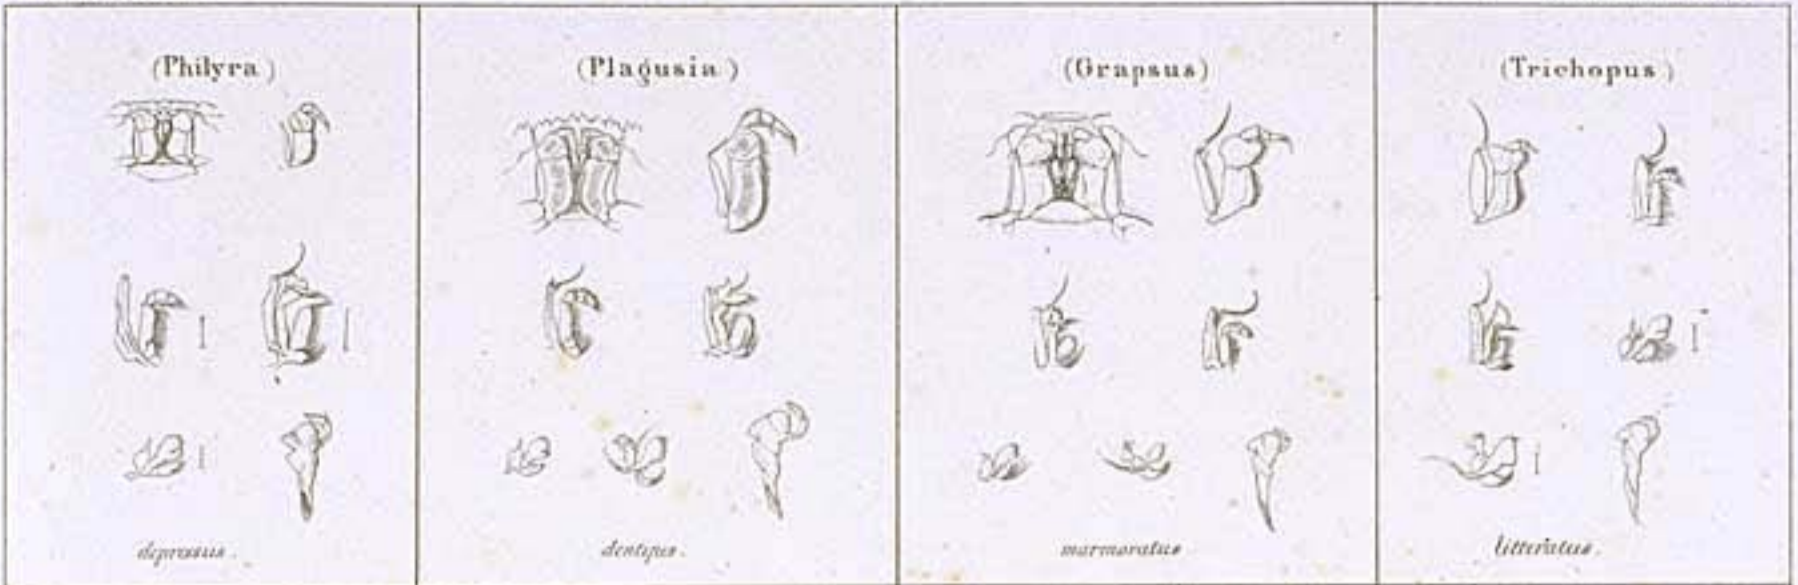 (Philyra)
(Plagusia)
(Grapsus)
(Trichopus)
depressus.
dentipes.
marmoratus
litteratus.